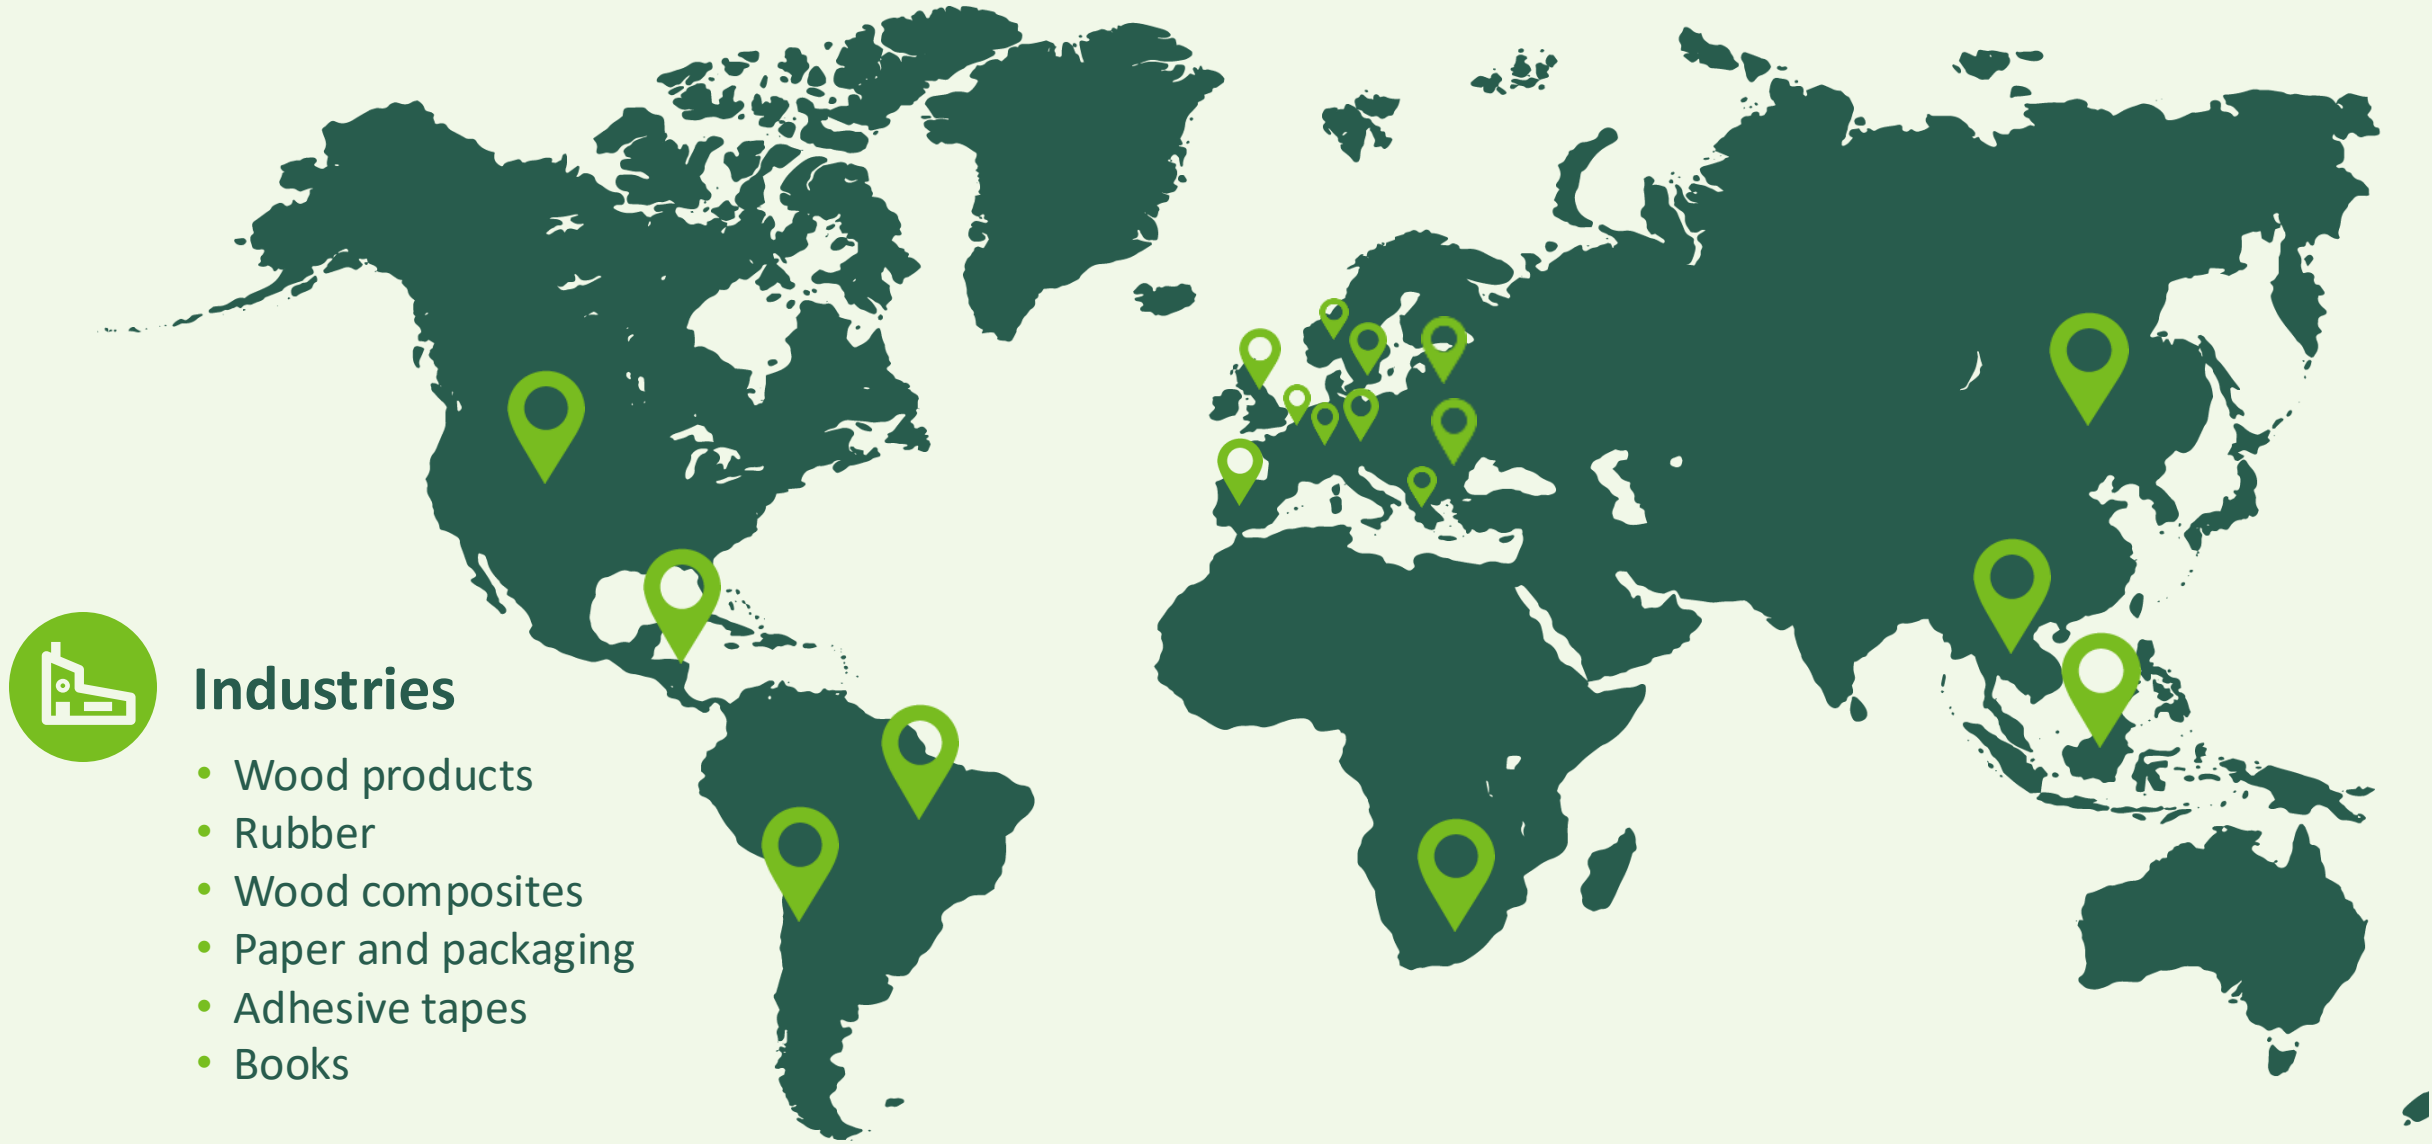 Industries
• Wood products
• Rubber
• Wood composites
• Paper and packaging
• Adhesive tapes
• Books